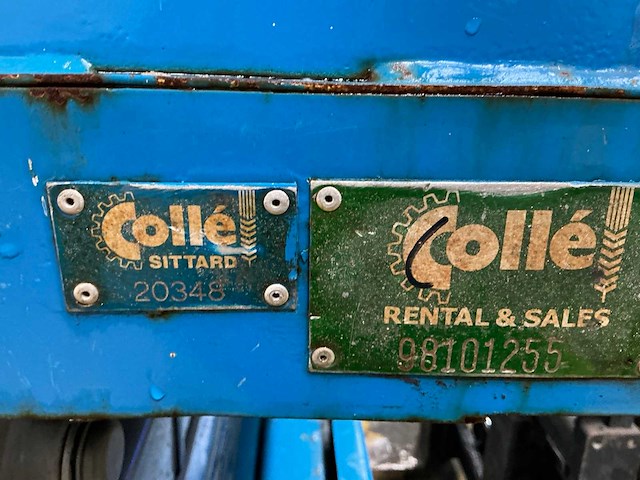 Collé
SITTARD
20348
Collé
RENTAL & SALES
98101255